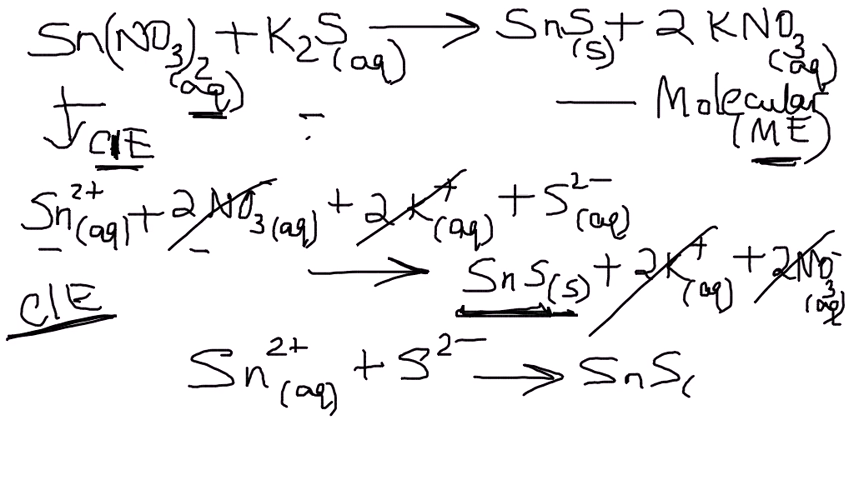 Sn(NO₃)₂(aq) + K₂S(aq) → SnS(s) + 2 KNO₃(aq)
— Molecular
↓ CIE
(ME)
Sn²⁺(aq) + 2 NO₃(aq) + 2 K⁺(aq) + S²⁻(aq)
→ SnS(s) + 2K⁺(aq) + 2NO₃⁻(aq)
CIE
Sn²⁺(aq) + S²⁻ → SnS(